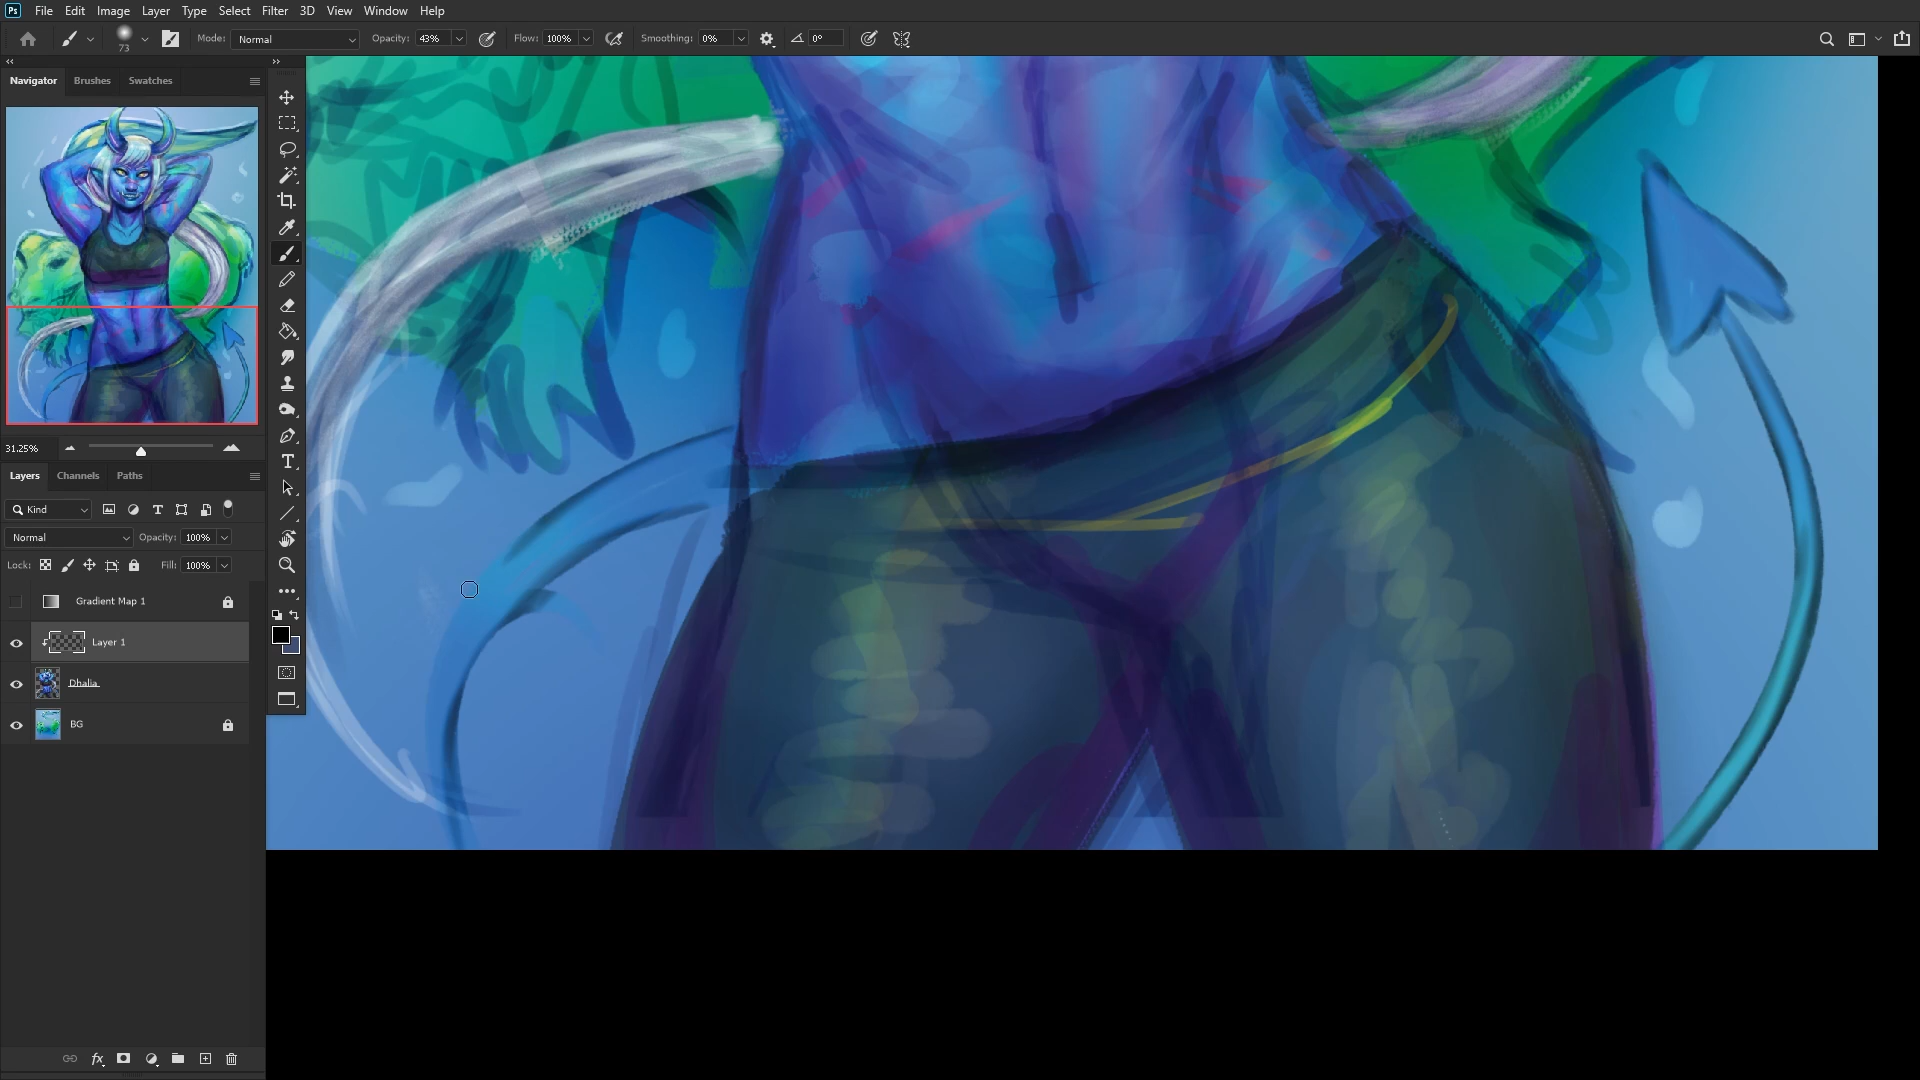 Ps File Edit Image Layer Type Select Filter 3D View Window Help
73 Mode: Normal Opacity: 43% Flow: 100% Smoothing: 0% 0°
Navigator Brushes Swatches
31.25%
Layers Channels Paths
Kind
Normal Opacity: 100%
Lock: Fill: 100%
Gradient Map 1
Layer 1
Dhalia
BG
fx